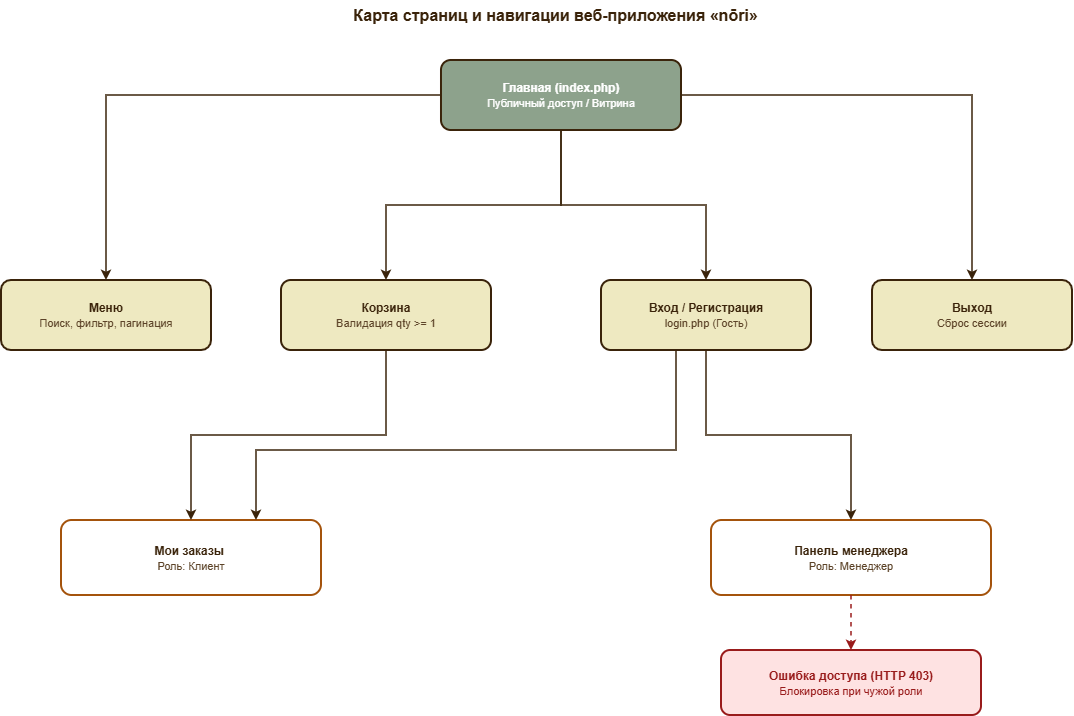 Карта страниц и навигации веб-приложения «nōri»
Главная (index.php)
Публичный доступ / Витрина
Меню
Поиск, фильтр, пагинация
Корзина
Валидация qty >= 1
Вход / Регистрация
login.php (Гость)
Выход
Сброс сессии
Мои заказы
Роль: Клиент
Панель менеджера
Роль: Менеджер
Ошибка доступа (HTTP 403)
Блокировка при чужой роли